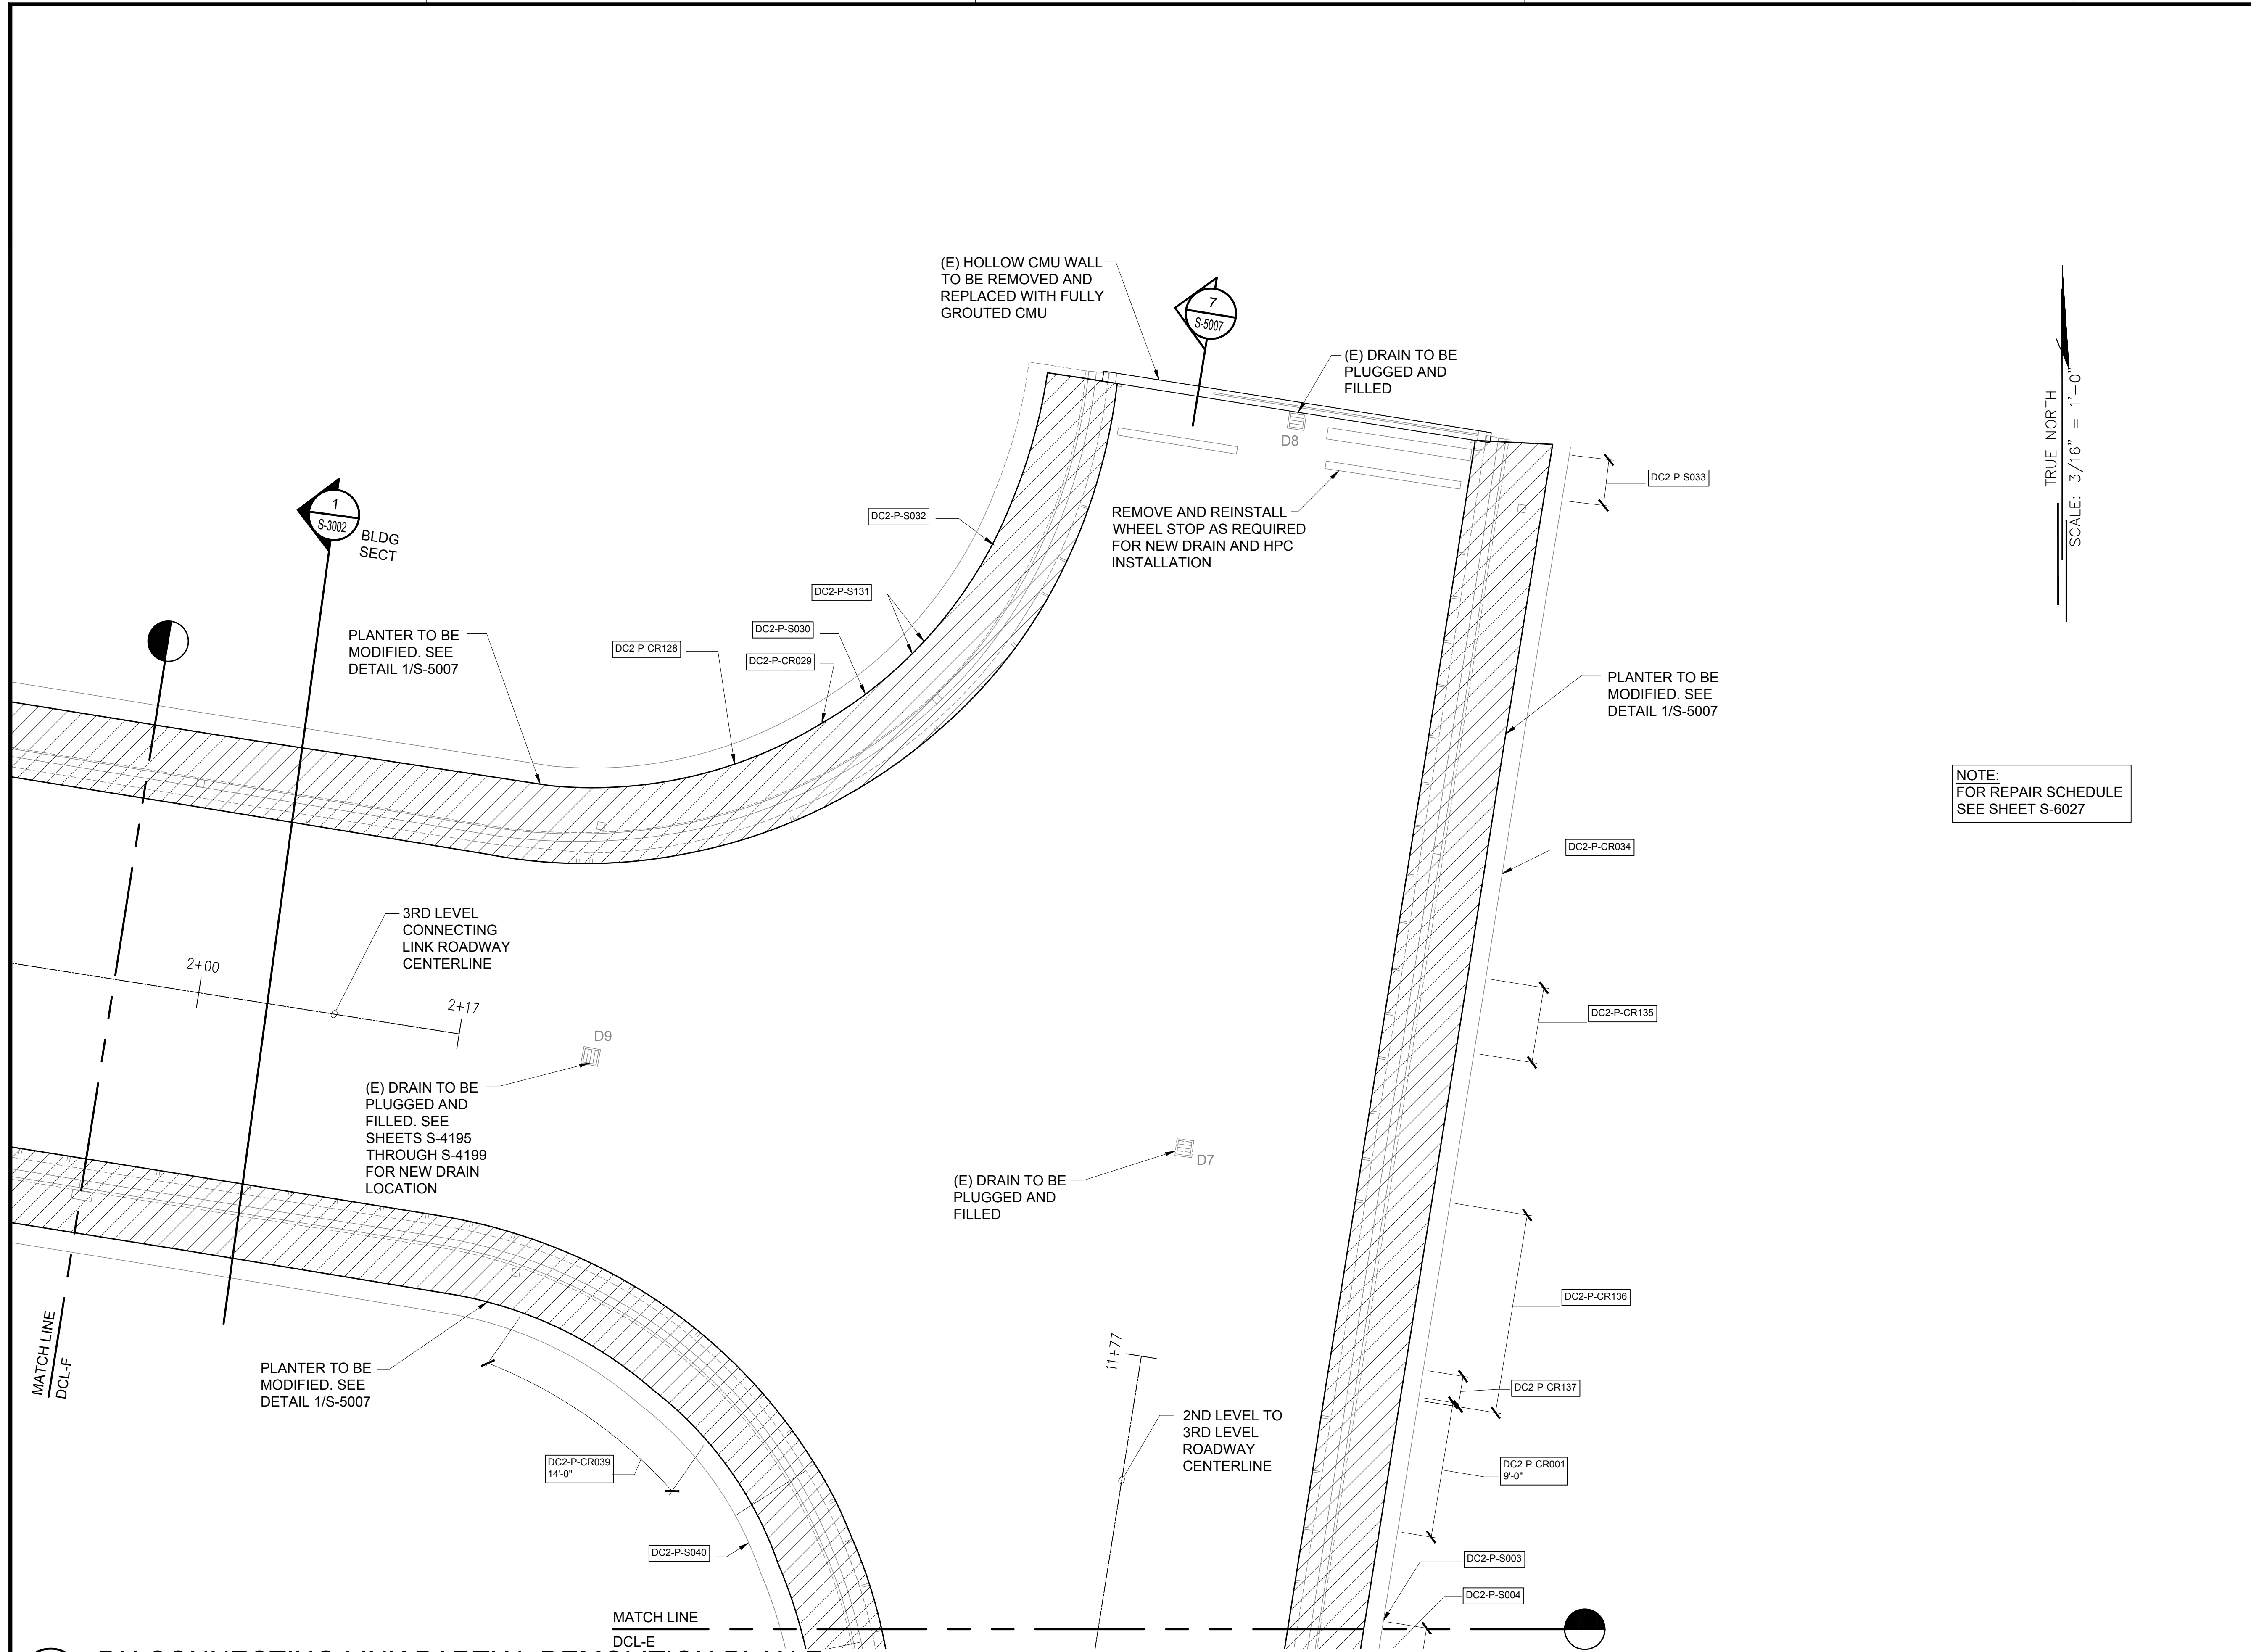 (E) HOLLOW CMU WALL
TO BE REMOVED AND
REPLACED WITH FULLY
GROUTED CMU
7
S-5007
(E) DRAIN TO BE
PLUGGED AND
FILLED
D8
TRUE NORTH
SCALE: 3/16" = 1'-0"
DC2-P-S033
1
S-3002
BLDG
SECT
DC2-P-S032
REMOVE AND REINSTALL
WHEEL STOP AS REQUIRED
FOR NEW DRAIN AND HPC
INSTALLATION
DC2-P-S131
DC2-P-S030
DC2-P-CR128
DC2-P-CR029
PLANTER TO BE
MODIFIED. SEE
DETAIL 1/S-5007
PLANTER TO BE
MODIFIED. SEE
DETAIL 1/S-5007
NOTE:
FOR REPAIR SCHEDULE
SEE SHEET S-6027
DC2-P-CR034
3RD LEVEL
CONNECTING
LINK ROADWAY
CENTERLINE
2+00
2+17
DC2-P-CR135
D9
(E) DRAIN TO BE
PLUGGED AND
FILLED. SEE
SHEETS S-4195
THROUGH S-4199
FOR NEW DRAIN
LOCATION
(E) DRAIN TO BE
PLUGGED AND
FILLED
D7
DC2-P-CR136
MATCH LINE
DCL-F
PLANTER TO BE
MODIFIED. SEE
DETAIL 1/S-5007
11+77
DC2-P-CR137
2ND LEVEL TO
3RD LEVEL
ROADWAY
CENTERLINE
DC2-P-CR039
14'-0"
DC2-P-CR001
9'-0"
DC2-P-S040
DC2-P-S003
DC2-P-S004
MATCH LINE
DCL-E
CONNECTING LINK PARTIAL DEMOLITION PLAN